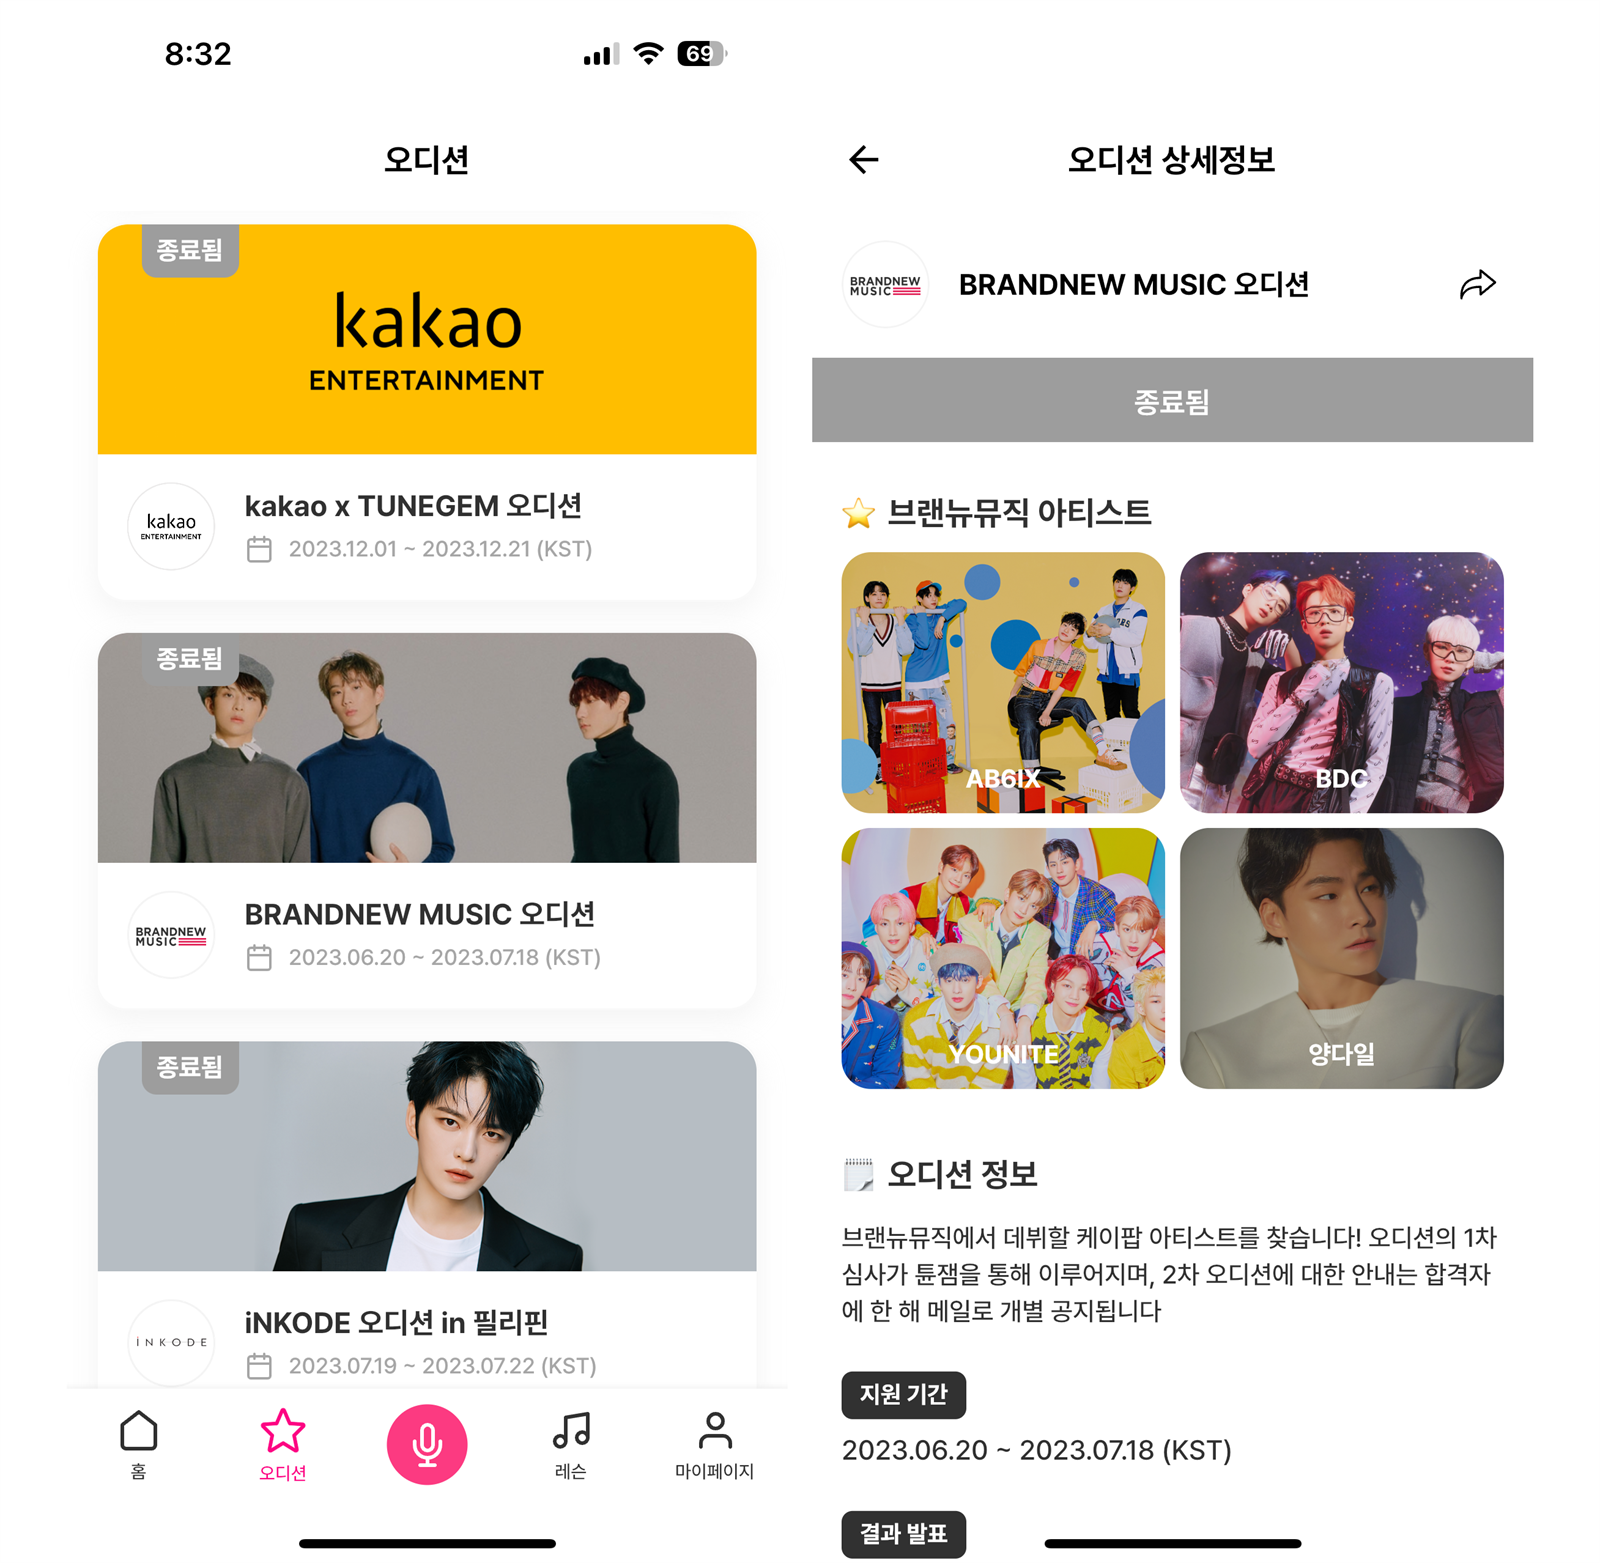 8:32
69
오디션
종료됨
kakao
ENTERTAINMENT
kakao
ENTERTAINMENT
kakao x TUNEGEM 오디션
2023.12.01 ~ 2023.12.21 (KST)
종료됨
BRANDNEW
MUSIC
BRANDNEW MUSIC 오디션
2023.06.20 ~ 2023.07.18 (KST)
종료됨
iNKODE
iNKODE 오디션 in 필리핀
2023.07.19 ~ 2023.07.22 (KST)
홈
오디션
레슨
마이페이지
오디션 상세정보
BRANDNEW
MUSIC
BRANDNEW MUSIC 오디션
종료됨
브랜뉴뮤직 아티스트
AB6IX
BDC
YOUNITE
양다일
오디션 정보
브랜뉴뮤직에서 데뷔할 케이팝 아티스트를 찾습니다! 오디션의 1차
심사가 튠잼을 통해 이루어지며, 2차 오디션에 대한 안내는 합격자
에 한 해 메일로 개별 공지됩니다
지원 기간
2023.06.20 ~ 2023.07.18 (KST)
결과 발표